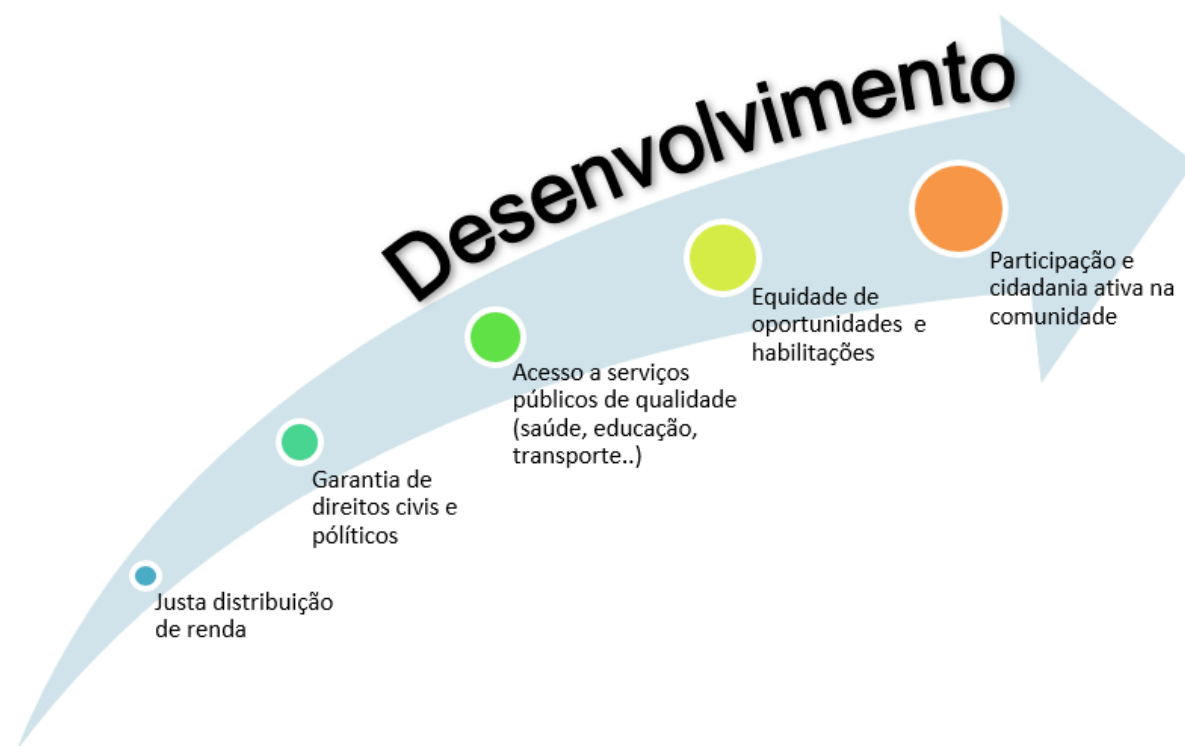 Desenvolvimento
Participação e
cidadania ativa na
comunidade
Equidade de
oportunidades e
habilitações
Acesso a serviços
públicos de qualidade
(saúde, educação,
transporte..)
Garantia de
direitos civis e
pólíticos
Justa distribuição
de renda